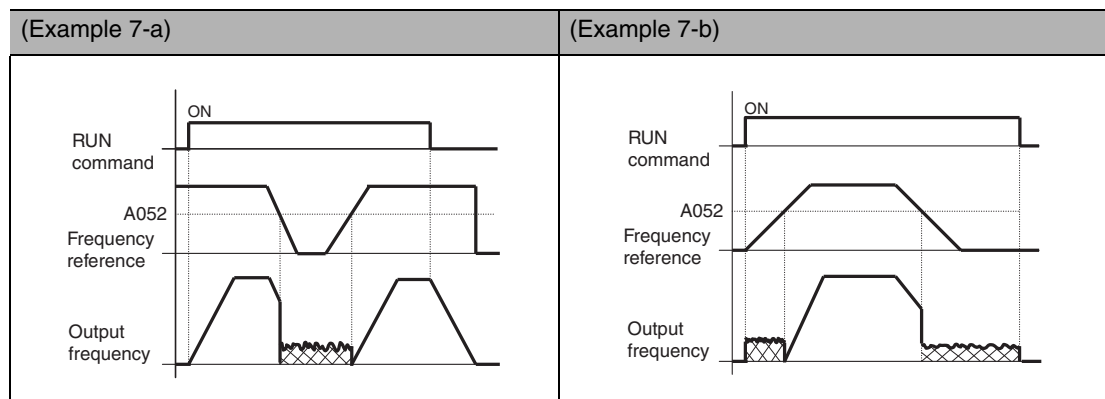 (Example 7-a)
(Example 7-b)
ON
RUN
command
A052
Frequency
reference
Output
frequency
ON
RUN
command
A052
Frequency
reference
Output
frequency